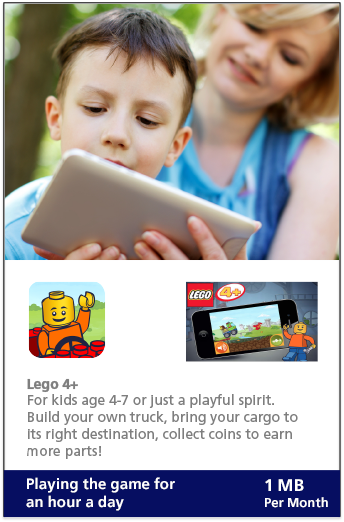 LEGO 4+
Lego 4+
For kids age 4-7 or just a playful spirit.
Build your own truck, bring your cargo to
its right destination, collect coins to earn
more parts!
Playing the game for
an hour a day
1 MB
Per Month